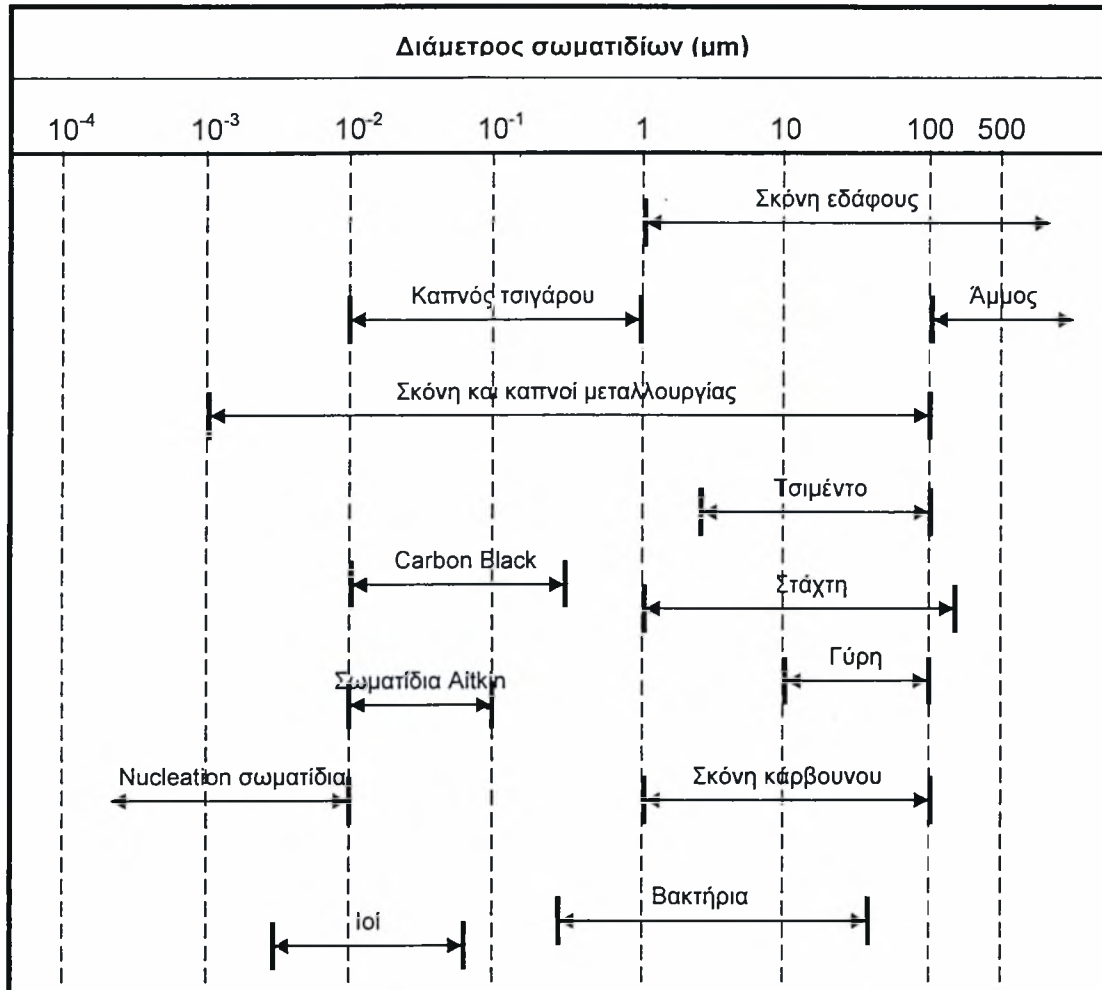 Διάμετρος σωματιδίων (μm)
10⁻⁴ 10⁻³ 10⁻² 10⁻¹ 1 10 100 500
Σκόνη εδάφους
Καπνός τσιγάρου Άμμος
Σκόνη και καπνοί μεταλλουργίας
Τσιμέντο
Carbon Black
Στάχτη
Γύρη
Σωματίδια Aitkin
Nucleation σωματίδια Σκόνη κάρβουνου
Βακτήρια
Ιοί